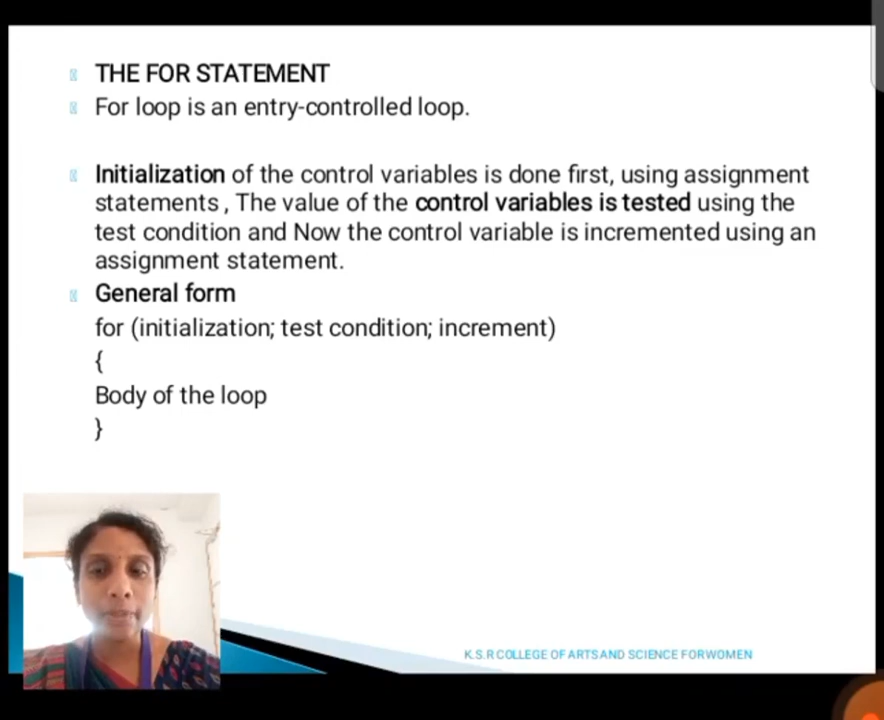 THE FOR STATEMENT
For loop is an entry-controlled loop.
Initialization of the control variables is done first, using assignment
statements , The value of the control variables is tested using the
test condition and Now the control variable is incremented using an
assignment statement.
General form
for (initialization; test condition; increment)
{
Body of the loop
}
K.S.R COLLEGE OF ARTS AND SCIENCE FOR WOMEN